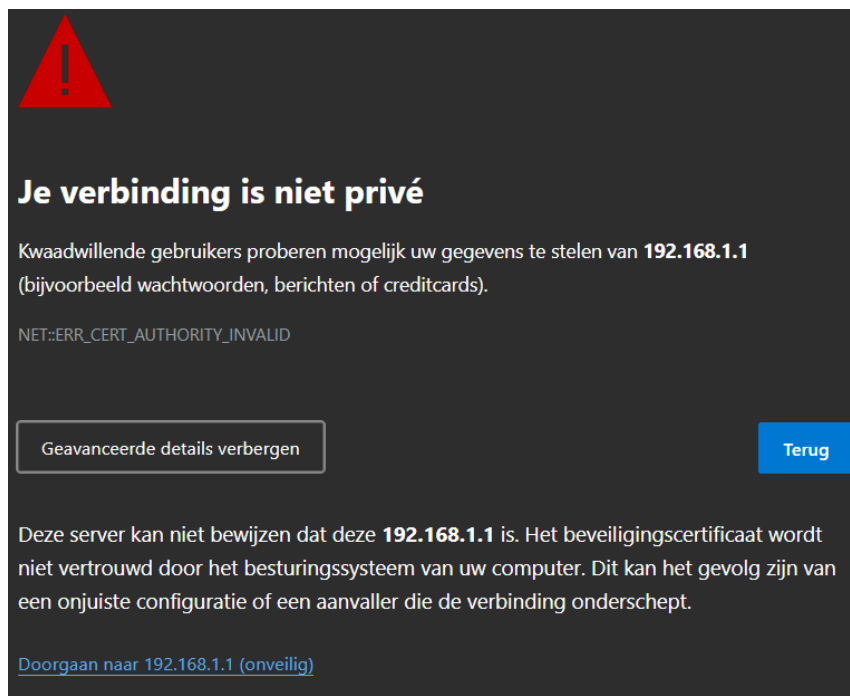 Je verbinding is niet privé
Kwaadwillende gebruikers proberen mogelijk uw gegevens te stelen van 192.168.1.1
(bijvoorbeeld wachtwoorden, berichten of creditcards).
NET::ERR_CERT_AUTHORITY_INVALID
Geavanceerde details verbergen
Terug
Deze server kan niet bewijzen dat deze 192.168.1.1 is. Het beveiligingscertificaat wordt
niet vertrouwd door het besturingssysteem van uw computer. Dit kan het gevolg zijn van
een onjuiste configuratie of een aanvaller die de verbinding onderschept.
Doorgaan naar 192.168.1.1 (onveilig)